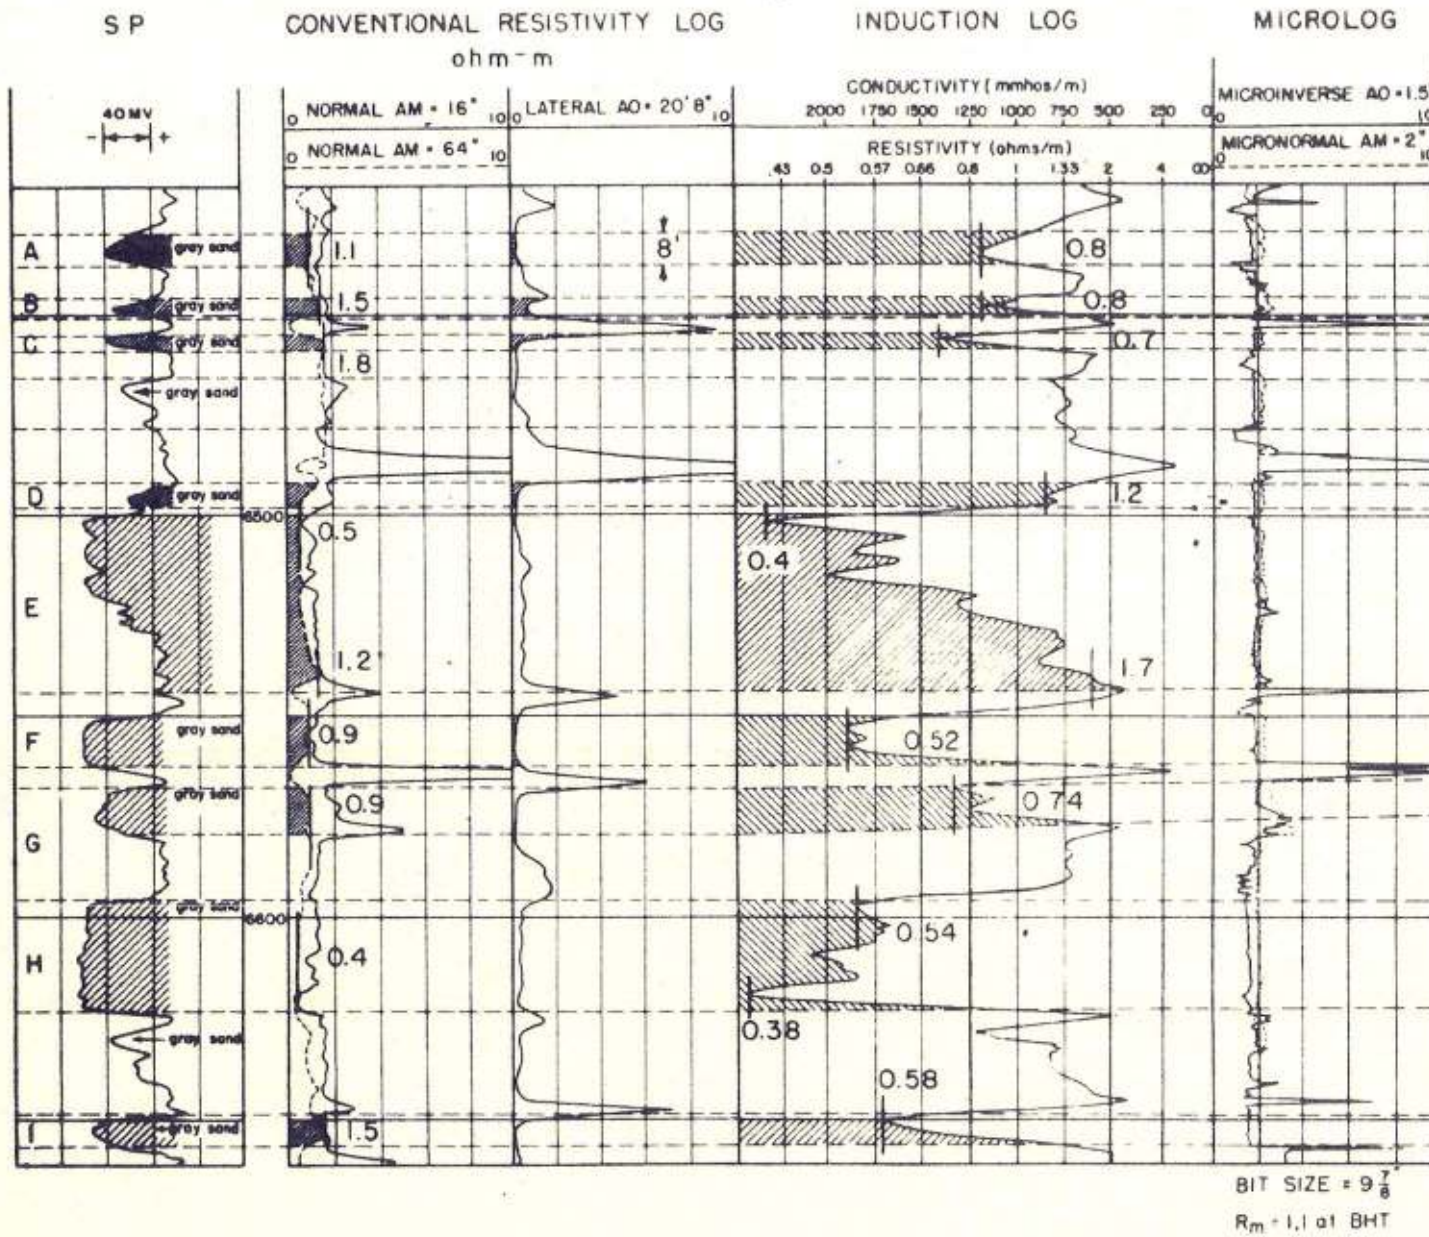 SP CONVENTIONAL RESISTIVITY LOG INDUCTION LOG MICROLOG
ohm-m
CONDUCTIVITY (mmhos/m)
40 MV
- +
NORMAL AM = 16"
0 10
LATERAL AO = 20'8"
0 10
2000 1750 1500 1250 1000 750 500 250 0
MICROINVERSE AO = 1.5
0 10
NORMAL AM = 64"
0 10
RESISTIVITY (ohms/m)
.43 0.5 0.57 0.66 0.8 1 1.33 2 4 ∞
MICRONORMAL AM = 2"
0 10
A gray sand 1.1 8' 0.8
B gray sand 1.5 0.8
C gray sand 1.8 0.7
gray sand
D gray sand 1.2
6500 0.5 0.4
E
1.2 1.7
F gray sand 0.9 0.52
G gray sand 0.9 0.74
gray sand
6600 0.54
H 0.4
0.38
gray sand
0.58
I gray sand 1.5
BIT SIZE = 9 7/8"
Rm = 1,1 at BHT